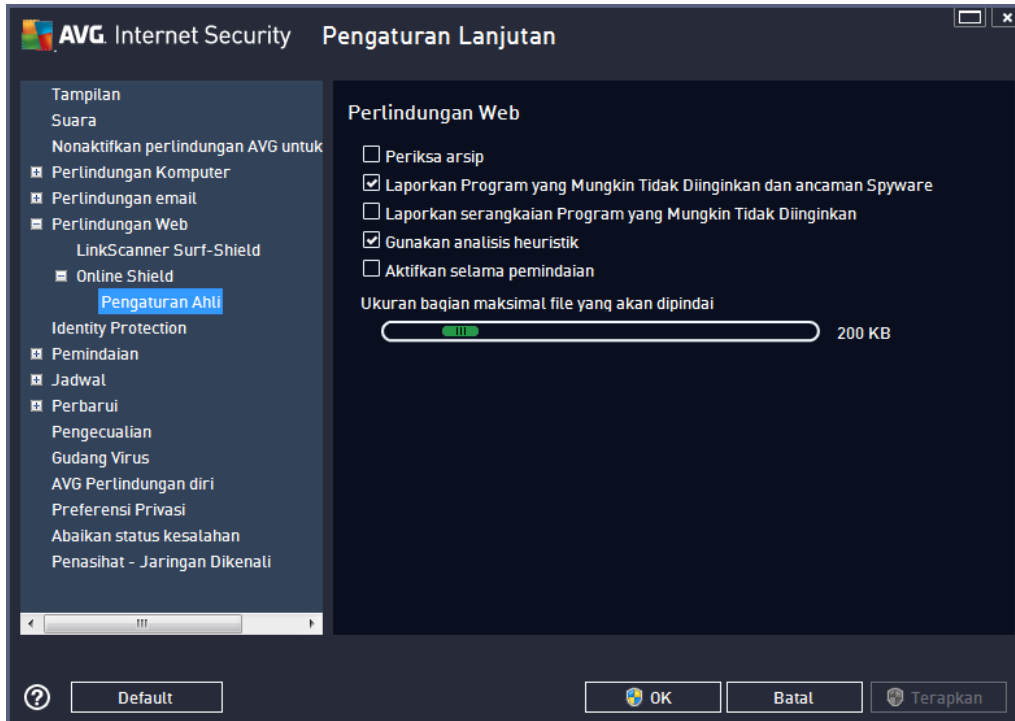 AVG. Internet Security Pengaturan Lanjutan
Tampilan
Suara
Nonaktifkan perlindungan AVG untuk
Perlindungan Komputer
Perlindungan email
Perlindungan Web
LinkScanner Surf-Shield
Online Shield
Pengaturan Ahli
Identity Protection
Pemindaian
Jadwal
Perbarui
Pengecualian
Gudang Virus
AVG Perlindungan diri
Preferensi Privasi
Abaikan status kesalahan
Penasihat - Jaringan Dikenali
Perlindungan Web
Periksa arsip
Laporkan Program yang Mungkin Tidak Diinginkan dan ancaman Spyware
Laporkan serangkaian Program yang Mungkin Tidak Diinginkan
Gunakan analisis heuristik
Aktifkan selama pemindaian
Ukuran bagian maksimal file yang akan dipindai
200 KB
Default
OK
Batal
Terapkan